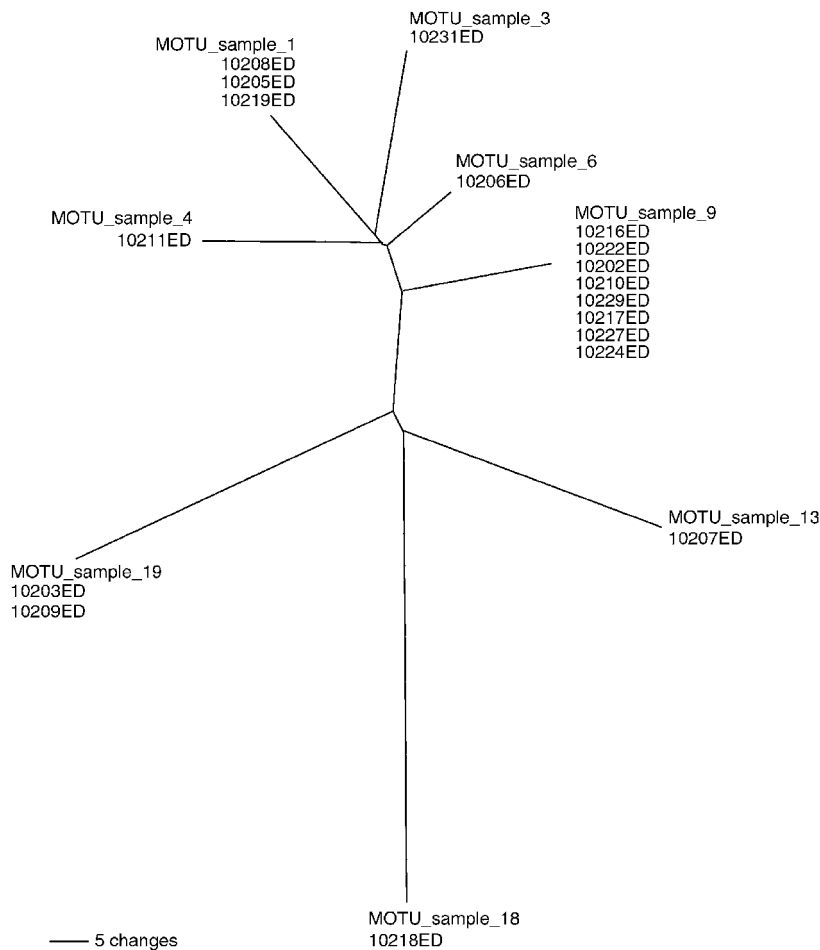 MOTU_sample_3
10231ED
MOTU_sample_1
10208ED
10205ED
10219ED
MOTU_sample_6
10206ED
MOTU_sample_4
10211ED
MOTU_sample_9
10216ED
10222ED
10202ED
10210ED
10229ED
10217ED
10227ED
10224ED
MOTU_sample_13
10207ED
MOTU_sample_19
10203ED
10209ED
MOTU_sample_18
10218ED
5 changes